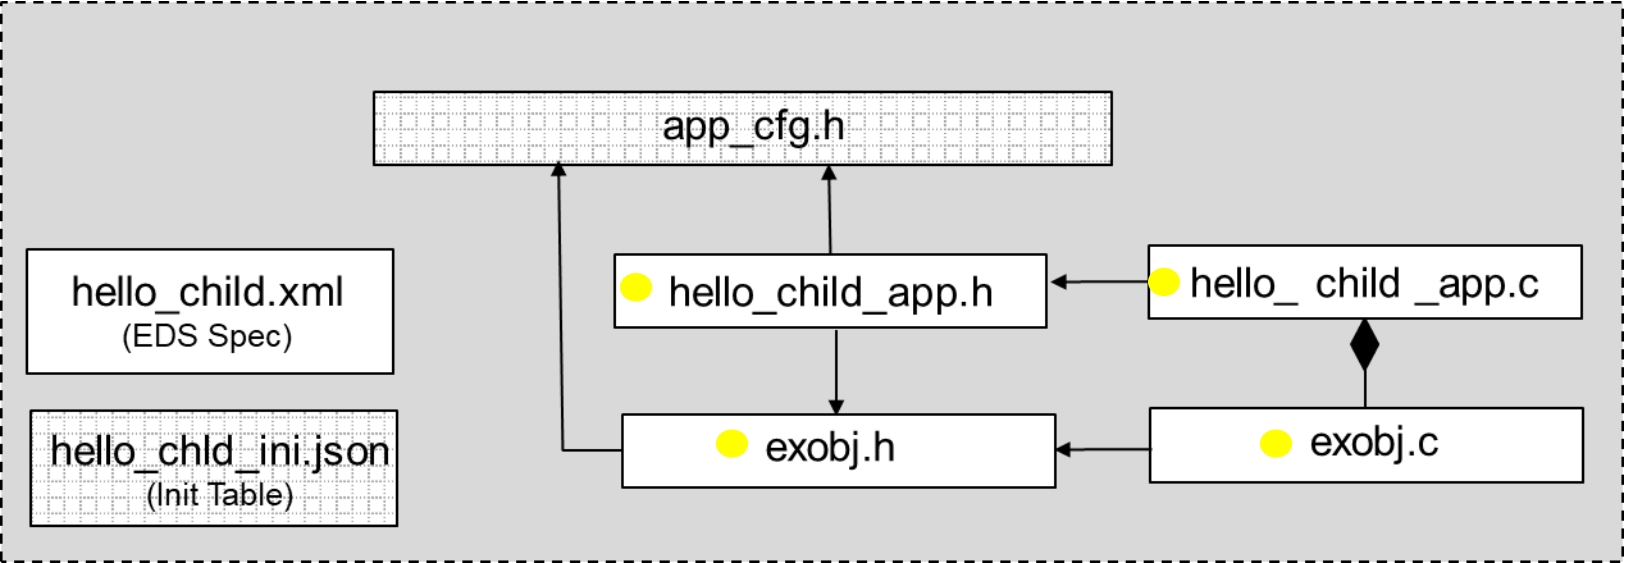 app_cfg.h
hello_child.xml
(EDS Spec)
hello_child_app.h
hello_ child _app.c
hello_chld_ini.json
(Init Table)
exobj.h
exobj.c